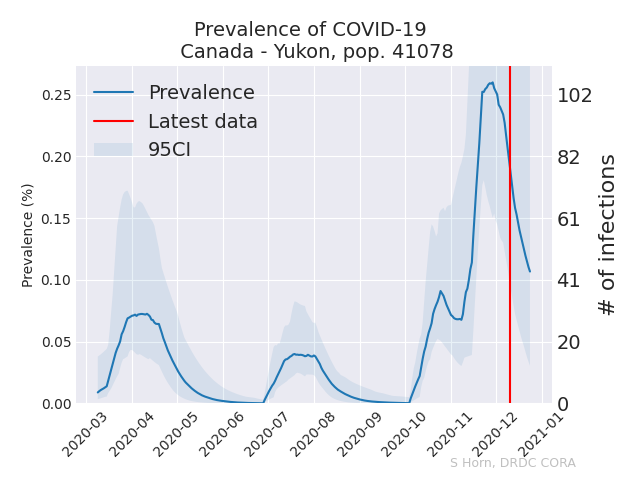 Prevalence of COVID-19
Canada - Yukon, pop. 41078
Prevalence
Latest data
95CI
Prevalence (%)
0.25
0.20
0.15
0.10
0.05
0.00
102
82
61
41
20
0
# of infections
2020-03
2020-04
2020-05
2020-06
2020-07
2020-08
2020-09
2020-10
2020-11
2020-12
2021-01
S Horn, DRDC CORA